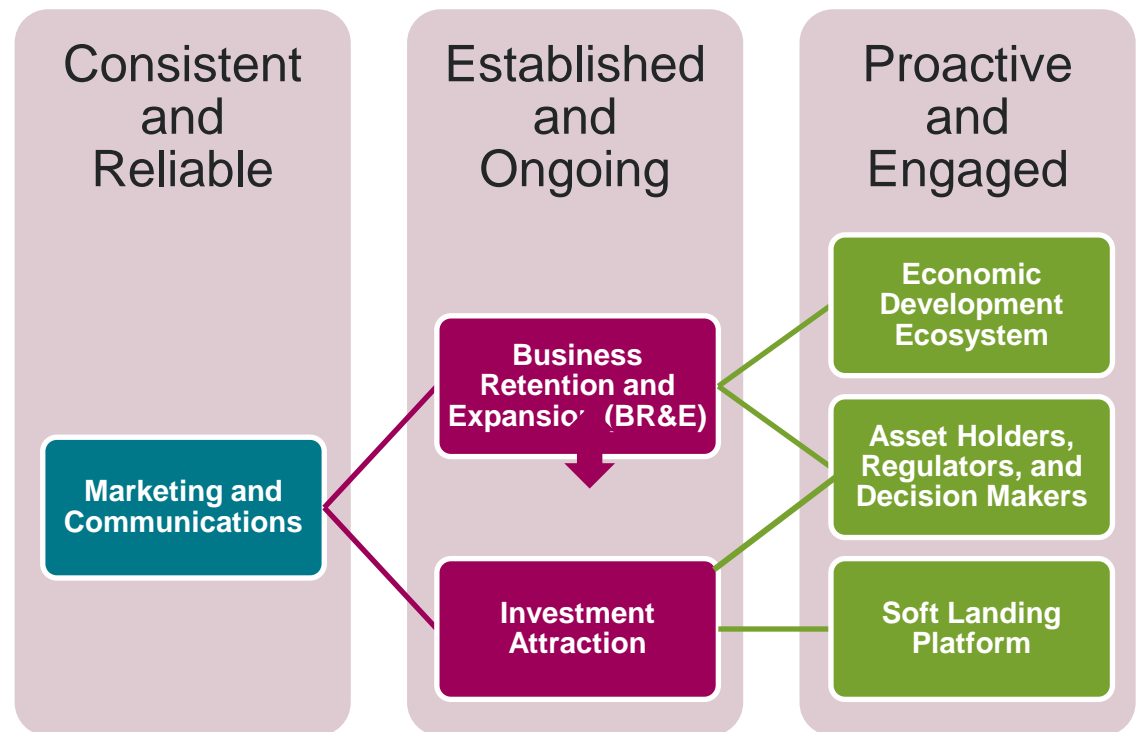 Consistent
and
Reliable
Established
and
Ongoing
Proactive
and
Engaged
Marketing and
Communications
Business
Retention and
Expansion (BR&E)
Investment
Attraction
Economic
Development
Ecosystem
Asset Holders,
Regulators, and
Decision Makers
Soft Landing
Platform